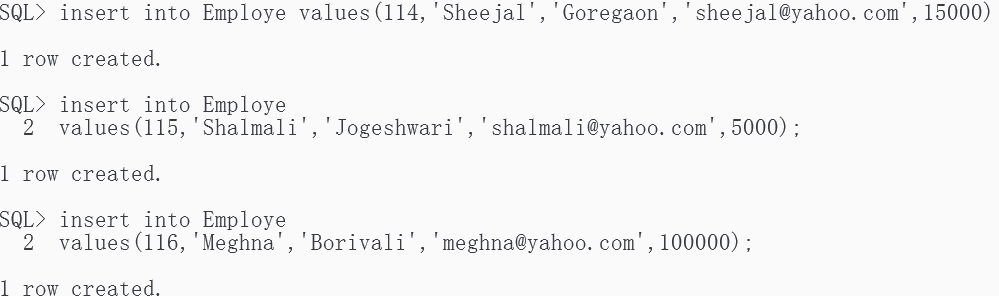 SQL> insert into Employe values(114,'Sheejal','Goregaon','sheejal@yahoo.com',15000)
1 row created.
SQL> insert into Employe
2 values(115,'Shalmali','Jogeshwari','shalmali@yahoo.com',5000);
1 row created.
SQL> insert into Employe
2 values(116,'Meghna','Borivali','meghna@yahoo.com',100000);
1 row created.